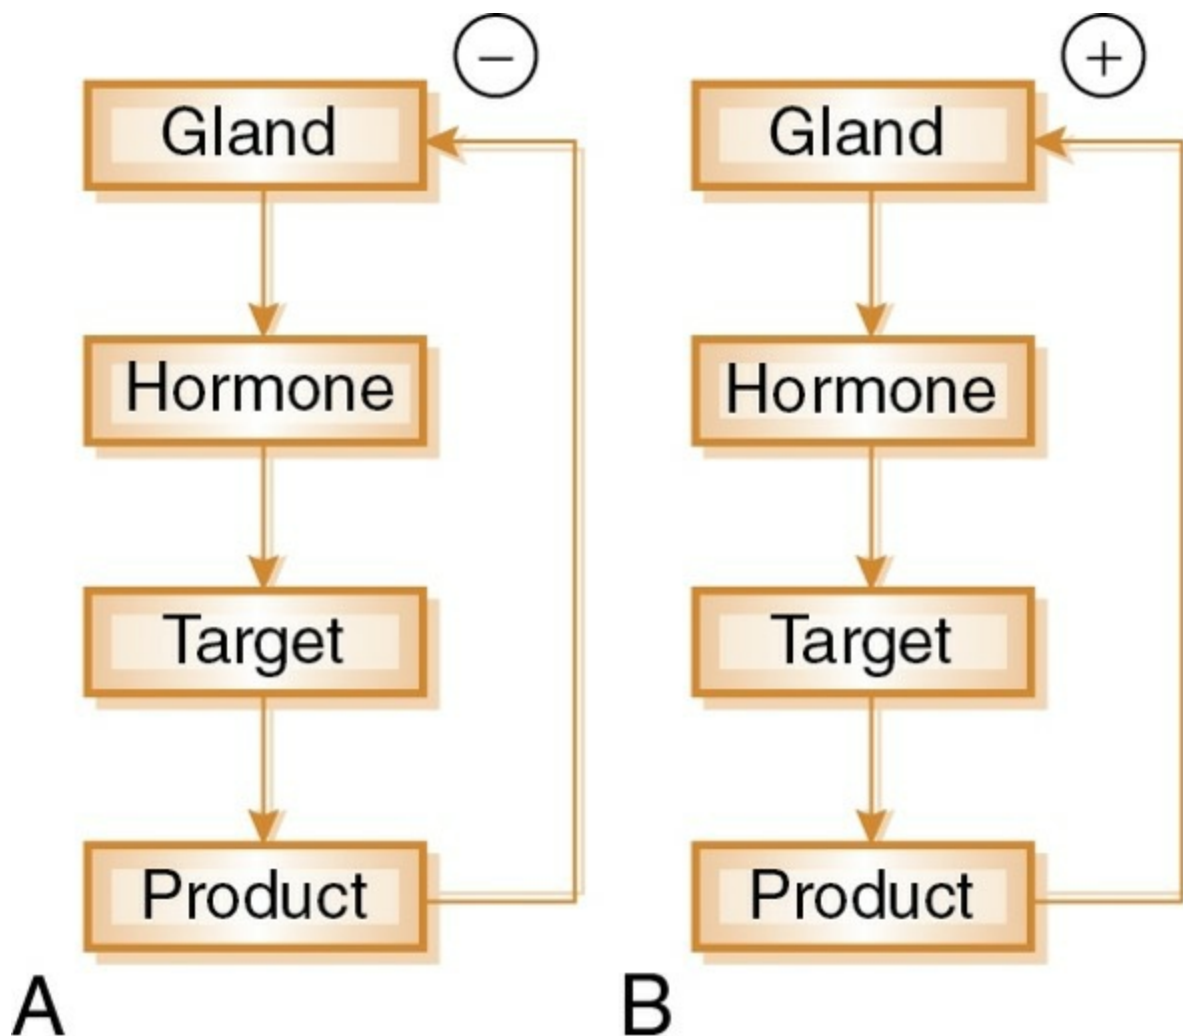 −
Gland
Hormone
Target
Product
A
+
Gland
Hormone
Target
Product
B